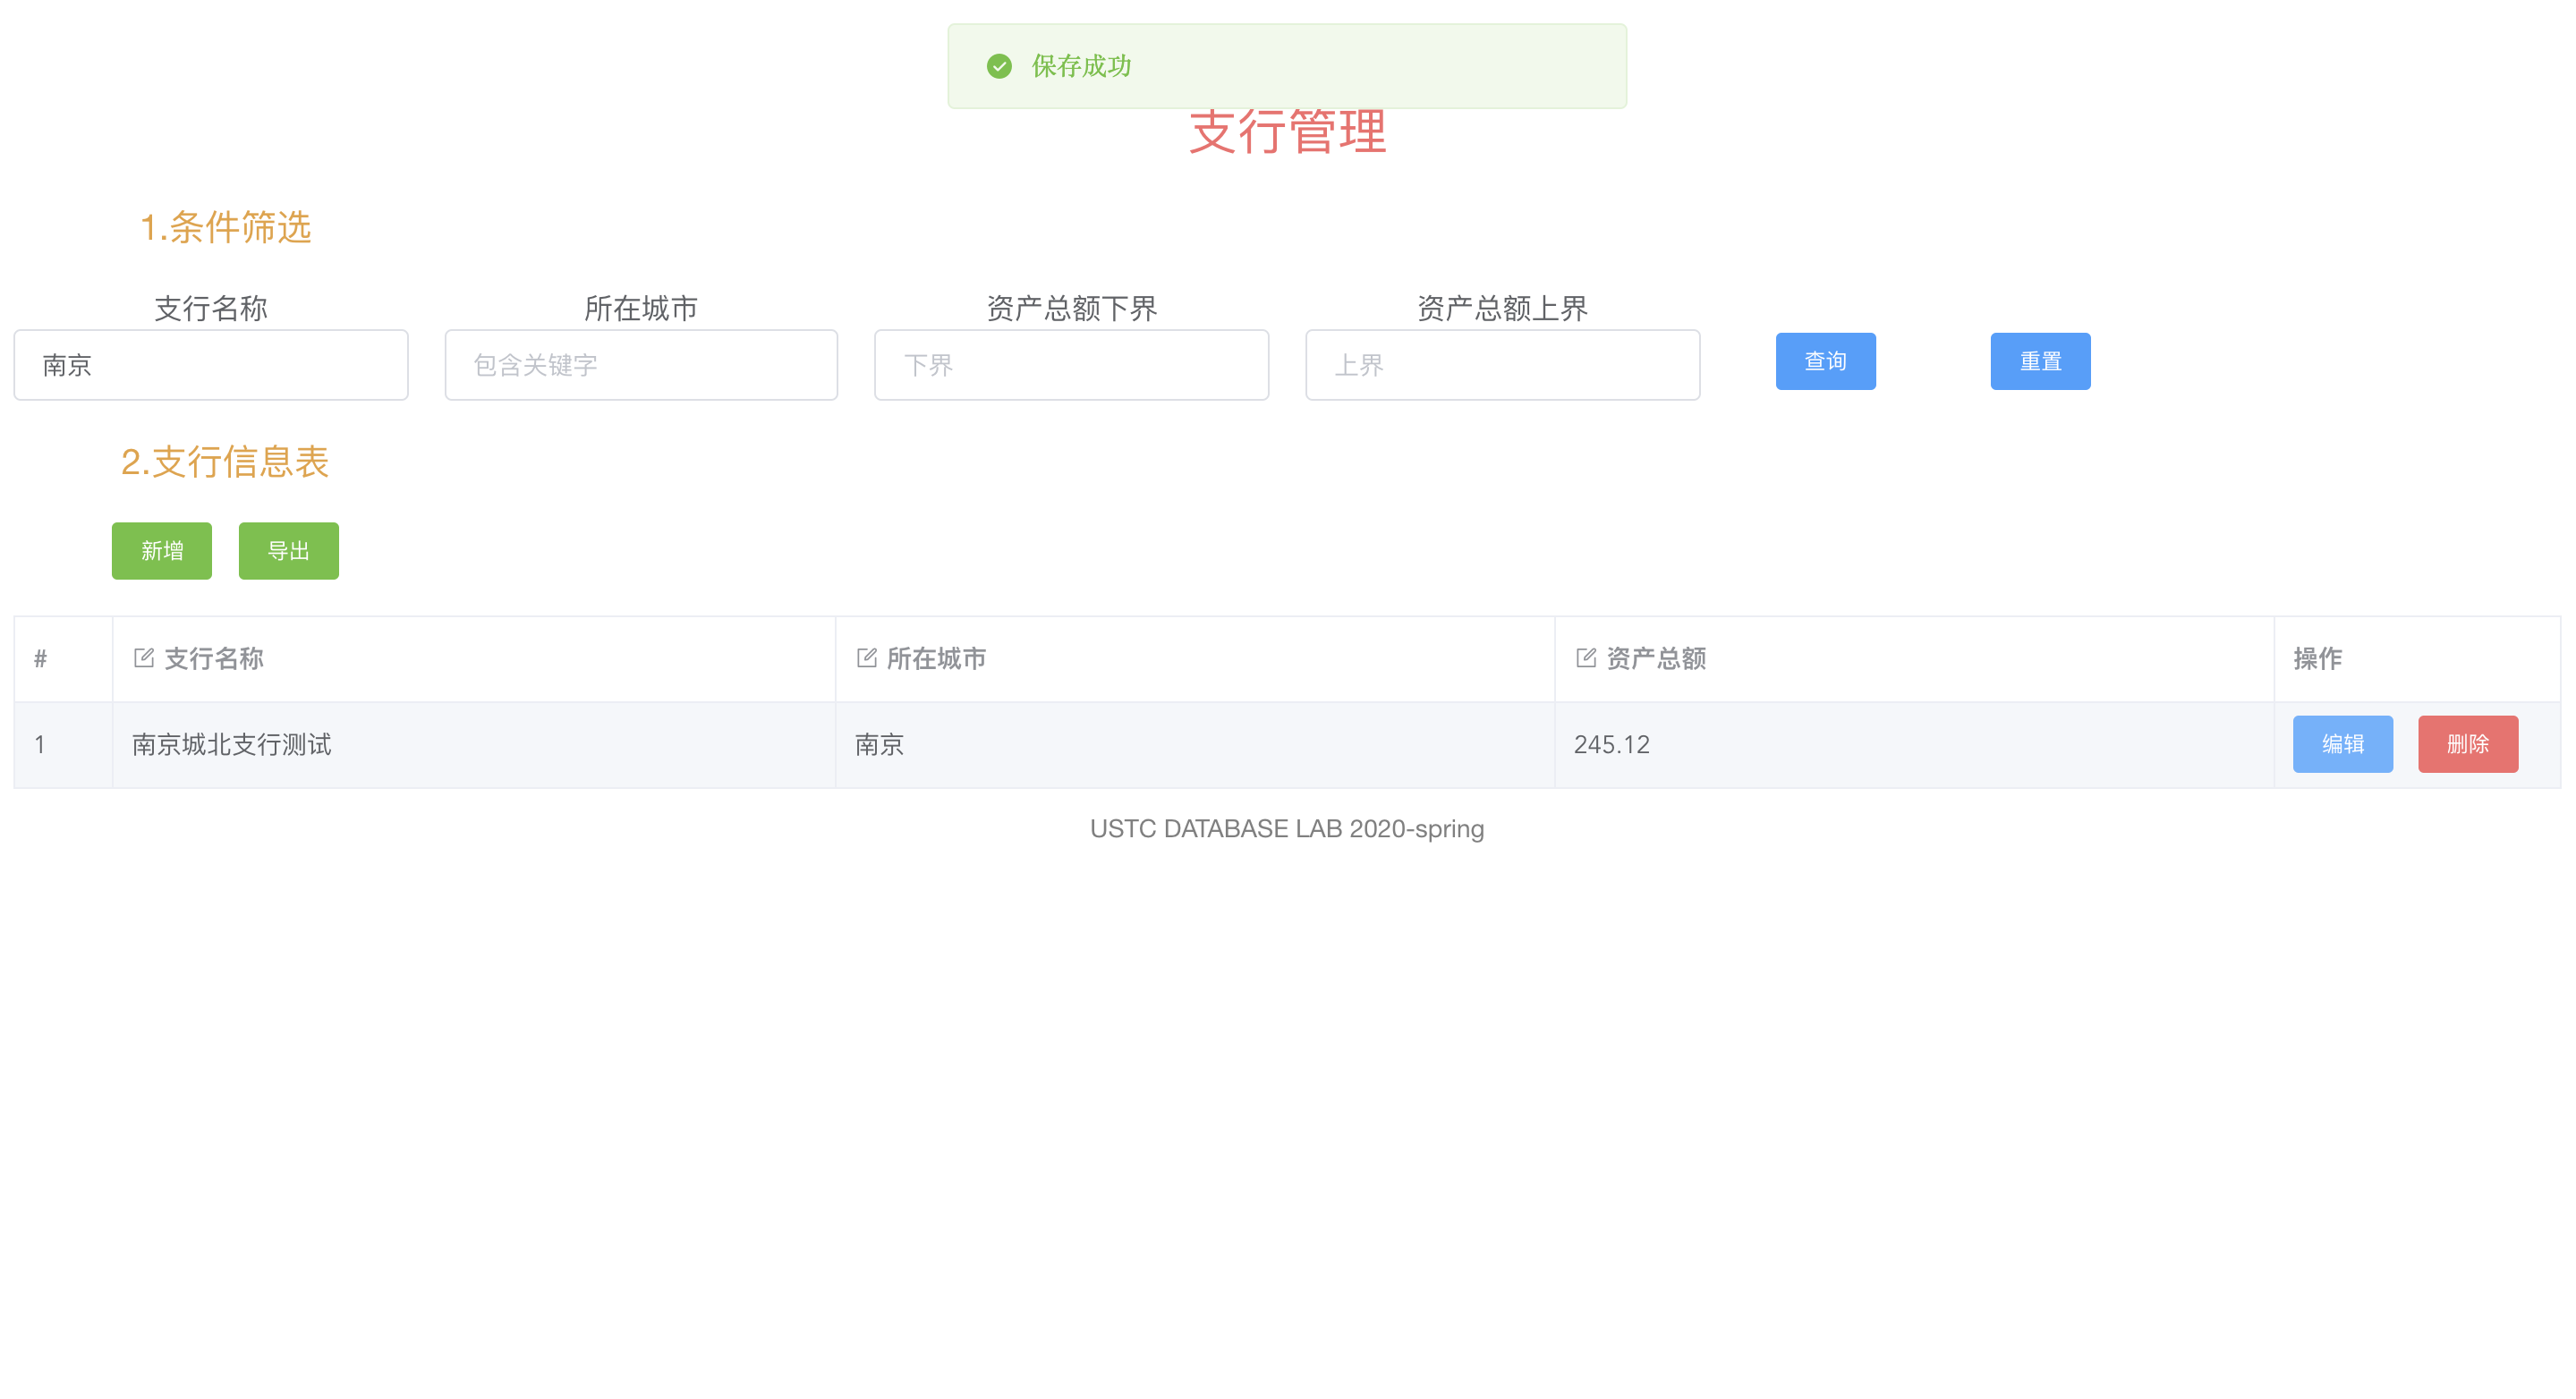 保存成功
支行管理
1.条件筛选
支行名称 所在城市 资产总额下界 资产总额上界
南京 包含关键字 下界 上界 查询 重置
2.支行信息表
新增 导出
# 支行名称 所在城市 资产总额 操作
1 南京城北支行测试 南京 245.12 编辑 删除
USTC DATABASE LAB 2020-spring